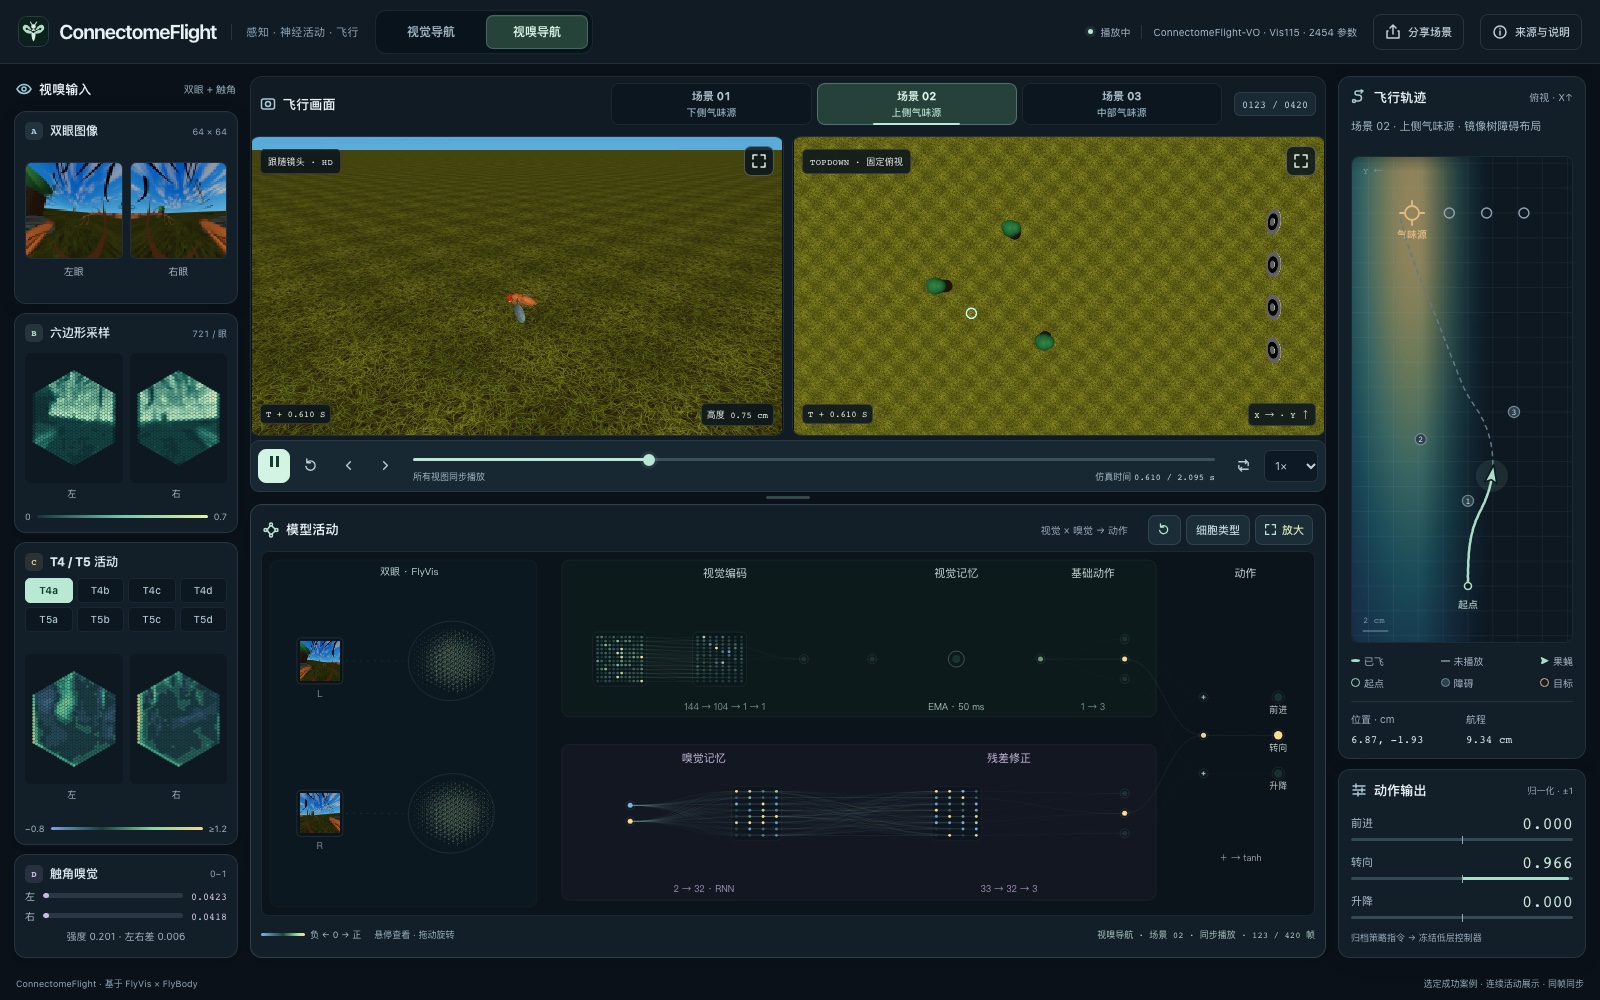 ConnectomeFlight
感知 · 神经活动 · 飞行
视觉导航
视嗅导航
播放中
ConnectomeFlight-VO · Vis115 · 2454 参数
分享场景
来源与说明
视嗅输入
双眼 + 触角
A 双眼图像 64 × 64
左眼 右眼
B 六边形采样 721 / 眼
左 右
0 0.7
C T4 / T5 活动
T4a T4b T4c T4d
T5a T5b T5c T5d
左 右
−0.8 ≥1.2
D 触角嗅觉 0–1
左 0.0423
右 0.0418
强度 0.201 · 左右差 0.006
飞行画面
场景 01
下侧气味源
场景 02
上侧气味源
场景 03
中部气味源
0123 / 0420
跟随镜头 · HD
T + 0.610 S
高度 0.75 cm
TOPDOWN · 固定俯视
T + 0.610 S
X → · Y ↑
所有视图同步播放
仿真时间 0.610 / 2.095 s
1×
模型活动
视觉 × 嗅觉 → 动作
细胞类型
放大
双眼 · FlyVis
视觉编码
视觉记忆
基础动作
动作
L
144 → 104 → 1 → 1
EMA · 50 ms
1 → 3
前进
转向
升降
嗅觉记忆
残差修正
R
2 → 32 · RNN
33 → 32 → 3
+ → tanh
负 ← 0 → 正
悬停查看 · 拖动旋转
视嗅导航 · 场景 02 · 同步播放 · 123 / 420 帧
飞行轨迹
俯视 · X↑
场景 02 · 上侧气味源 · 镜像树障碍布局
Y ←
气味源
3
2
1
起点
2 cm
已飞 未播放 果蝇
起点 障碍 目标
位置 · cm 航程
6.87, −1.93 9.34 cm
动作输出
归一化 · ±1
前进 0.000
转向 0.966
升降 0.000
归档策略指令 → 冻结低层控制器
ConnectomeFlight · 基于 FlyVis × FlyBody
选定成功案例 · 连续活动展示 · 同帧同步